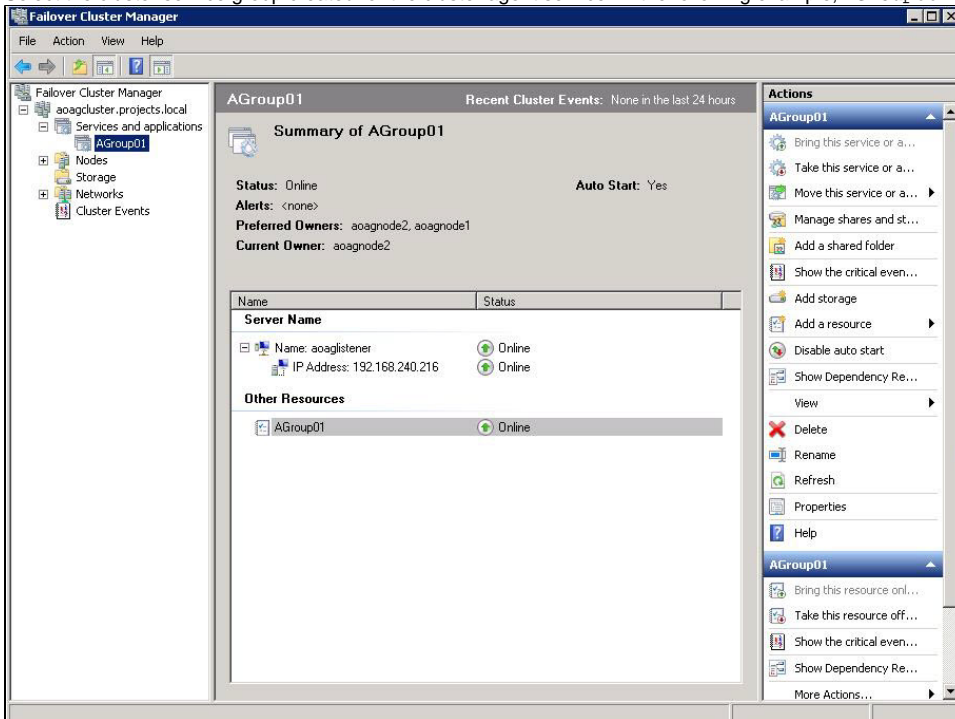 Failover Cluster Manager
File Action View Help
Failover Cluster Manager
aoagcluster.projects.local
Services and applications
AGroup01
Nodes
Storage
Networks
Cluster Events
AGroup01 Recent Cluster Events: None in the last 24 hours
Summary of AGroup01
Status: Online Auto Start: Yes
Alerts: <none>
Preferred Owners: aoagnode2, aoagnode1
Current Owner: aoagnode2
Name Status
Server Name
Name: aoaglistener Online
IP Address: 192.168.240.216 Online
Other Resources
AGroup01 Online
Actions
AGroup01
Bring this service or a...
Take this service or a...
Move this service or a...
Manage shares and st...
Add a shared folder
Show the critical even...
Add storage
Add a resource
Disable auto start
Show Dependency Re...
View
Delete
Rename
Refresh
Properties
Help
AGroup01
Bring this resource onl...
Take this resource off...
Show the critical even...
Show Dependency Re...
More Actions...